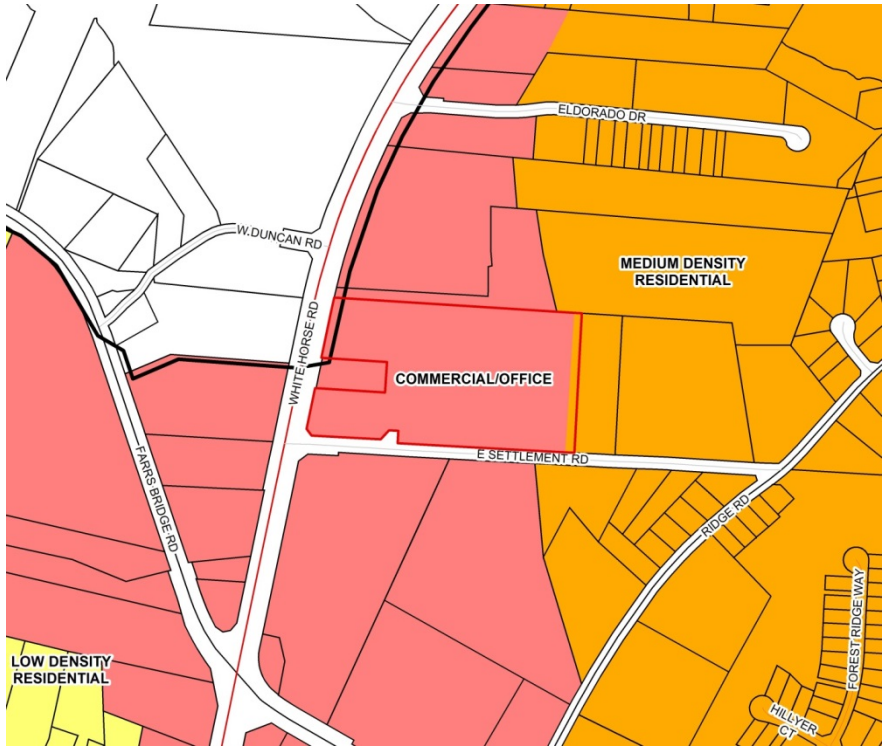 ELDORADO DR
W.DUNCAN RD
MEDIUM DENSITY
RESIDENTIAL
WHITE HORSE RD
COMMERCIAL/OFFICE
E SETTLEMENT RD
FARRS BRIDGE RD
RIDGE RD
FOREST RIDGE WAY
LOW DENSITY
RESIDENTIAL
HILLYER
CT